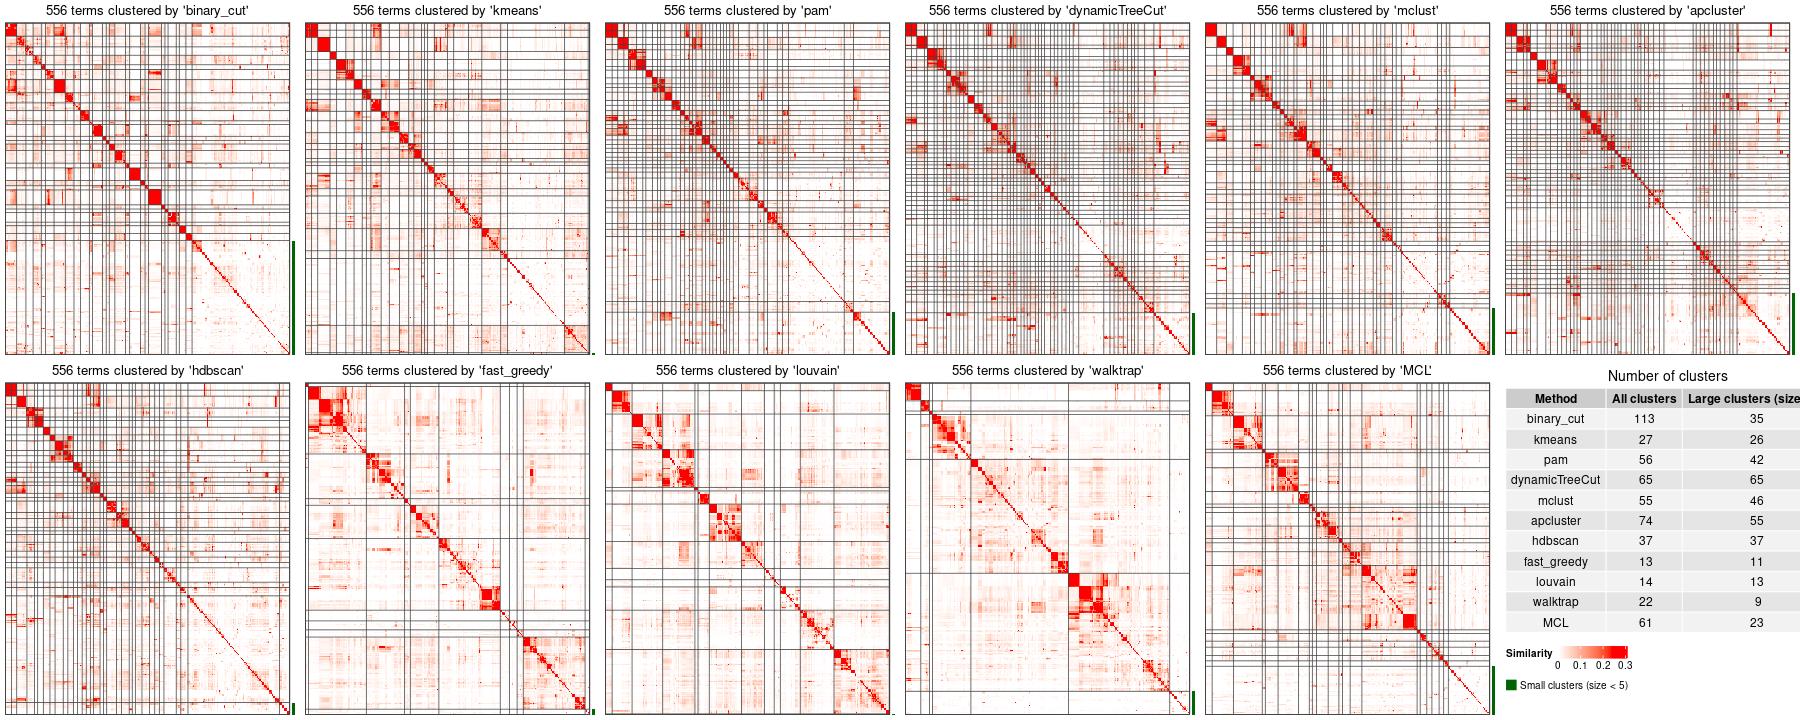 556 terms clustered by 'binary_cut'
556 terms clustered by 'kmeans'
556 terms clustered by 'pam'
556 terms clustered by 'dynamicTreeCut'
556 terms clustered by 'mclust'
556 terms clustered by 'apcluster'
556 terms clustered by 'hdbscan'
556 terms clustered by 'fast_greedy'
556 terms clustered by 'louvain'
556 terms clustered by 'walktrap'
556 terms clustered by 'MCL'
Number of clusters
Method All clusters Large clusters (size
binary_cut 113 35
kmeans 27 26
pam 56 42
dynamicTreeCut 65 65
mclust 55 46
apcluster 74 55
hdbscan 37 37
fast_greedy 13 11
louvain 14 13
walktrap 22 9
MCL 61 23
Similarity
0 0.1 0.2 0.3
Small clusters (size < 5)